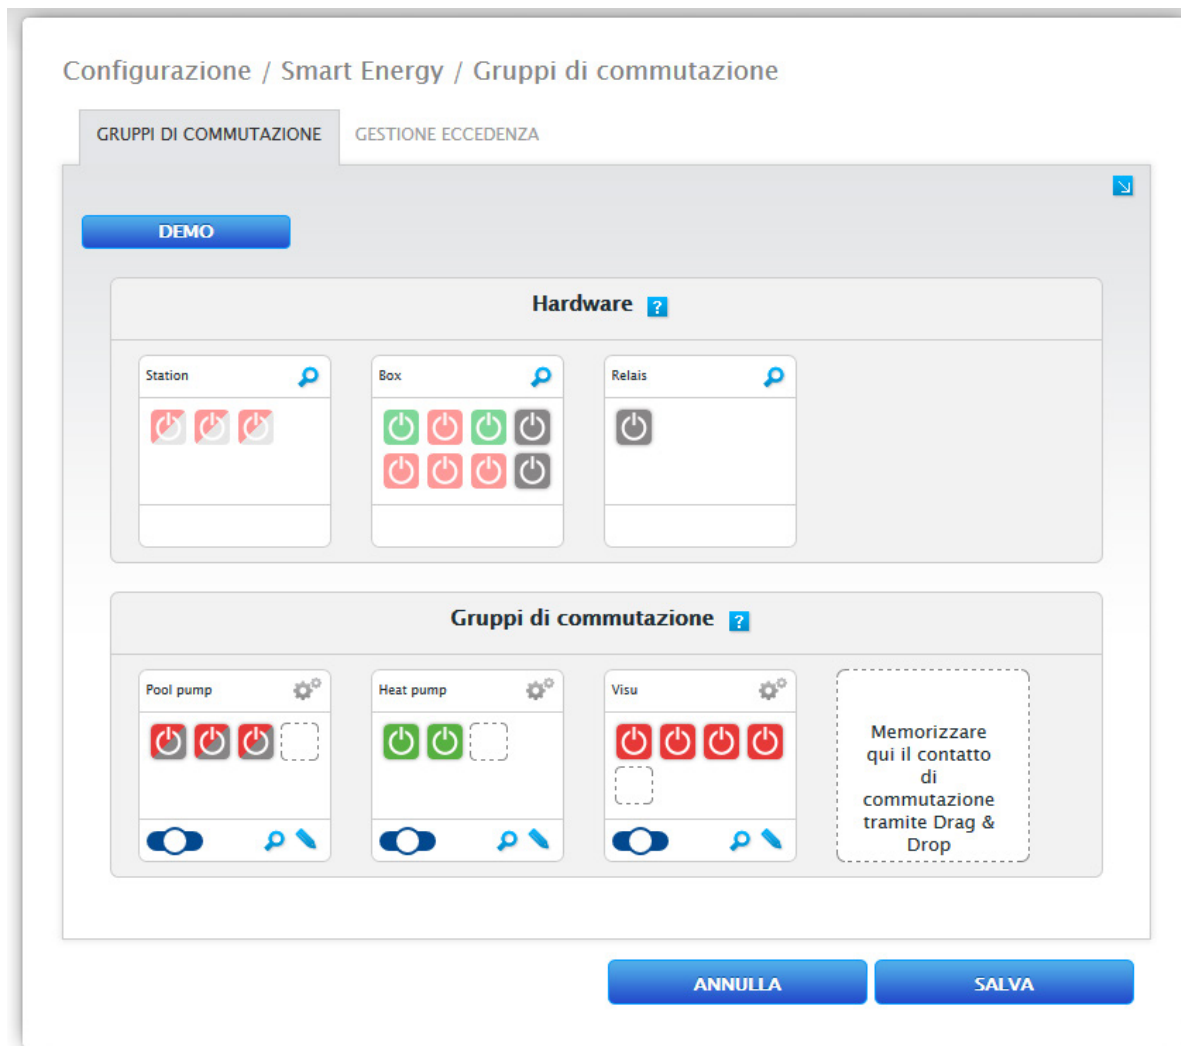 Configurazione / Smart Energy / Gruppi di commutazione
GRUPPI DI COMMUTAZIONE
GESTIONE ECCEDENZA
DEMO
Hardware ?
Station
Box
Relais
Gruppi di commutazione ?
Pool pump
Heat pump
Visu
Memorizzare
qui il contatto
di
commutazione
tramite Drag &
Drop
ANNULLA
SALVA